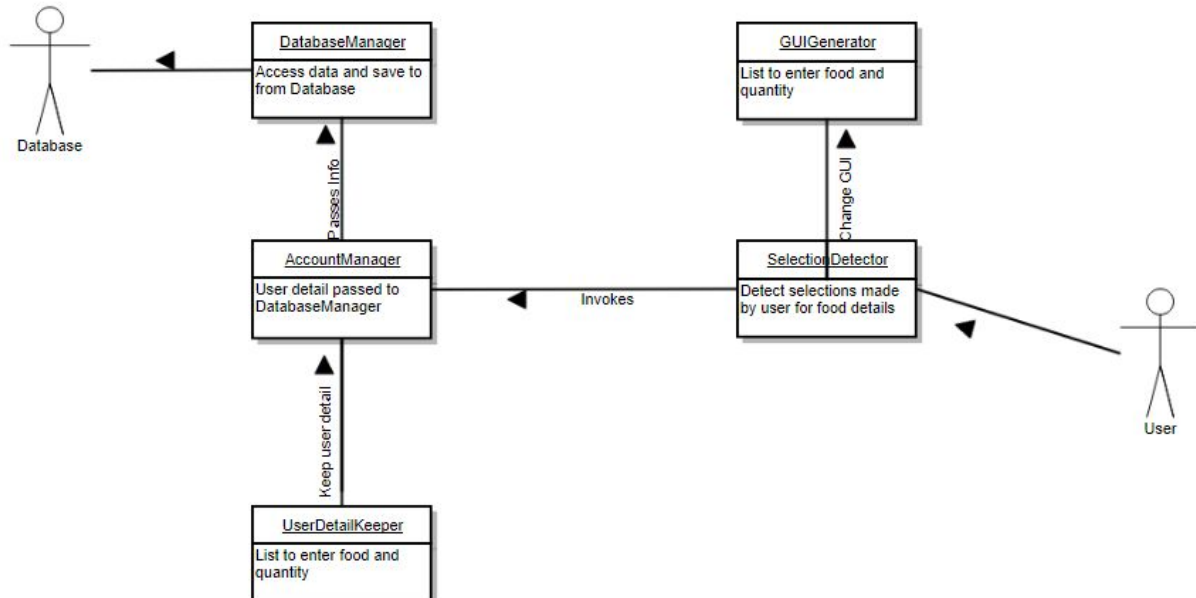 DatabaseManager
Access data and save to
from Database
Database
GUIGenerator
List to enter food and
quantity
Passes Info
Change GUI
AccountManager
User detail passed to
DatabaseManager
Invokes
SelectionDetector
Detect selections made
by user for food details
User
Keep user detail
UserDetailKeeper
List to enter food and
quantity